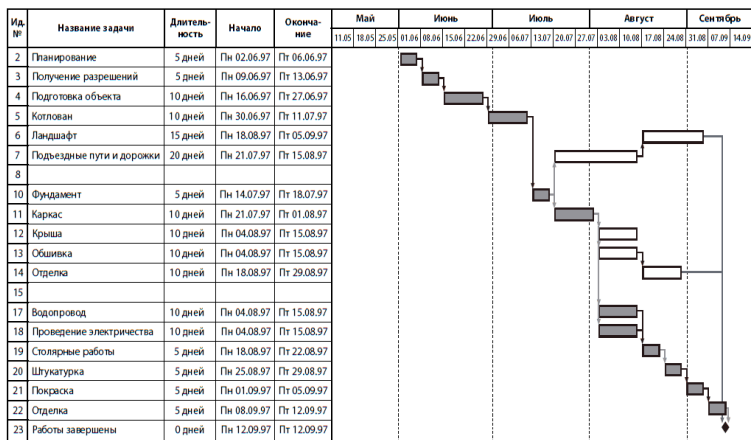 Ид. № Название задачи Длитель-ность Начало Оконча-ние Май Июнь Июль Август Сентябрь
11.05 18.05 25.05 01.06 08.06 15.06 22.06 29.06 06.07 13.07 20.07 27.07 03.08 10.08 17.08 24.08 31.08 07.09 14.09
2 Планирование 5 дней Пн 02.06.97 Пт 06.06.97
3 Получение разрешений 5 дней Пн 09.06.97 Пт 13.06.97
4 Подготовка объекта 10 дней Пн 16.06.97 Пт 27.06.97
5 Котлован 10 дней Пн 30.06.97 Пт 11.07.97
6 Ландшафт 15 дней Пн 18.08.97 Пт 05.09.97
7 Подъездные пути и дорожки 20 дней Пн 21.07.97 Пт 15.08.97
8
10 Фундамент 5 дней Пн 14.07.97 Пт 18.07.97
11 Каркас 10 дней Пн 21.07.97 Пт 01.08.97
12 Крыша 10 дней Пн 04.08.97 Пт 15.08.97
13 Обшивка 10 дней Пн 04.08.97 Пт 15.08.97
14 Отделка 10 дней Пн 18.08.97 Пт 29.08.97
15
17 Водопровод 10 дней Пн 04.08.97 Пт 15.08.97
18 Проведение электричества 10 дней Пн 04.08.97 Пт 15.08.97
19 Столярные работы 5 дней Пн 18.08.97 Пт 22.08.97
20 Штукатурка 5 дней Пн 25.08.97 Пт 29.08.97
21 Покраска 5 дней Пн 01.09.97 Пт 05.09.97
22 Отделка 5 дней Пн 08.09.97 Пт 12.09.97
23 Работы завершены 0 дней Пн 12.09.97 Пт 12.09.97